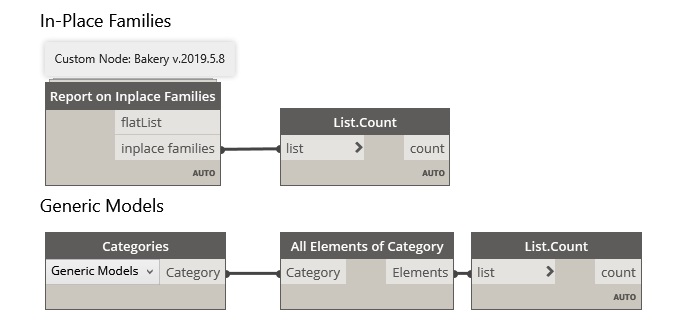 In-Place Families
Custom Node: Bakery v.2019.5.8
Report on Inplace Families
flatList
inplace families
AUTO
List.Count
list > count
AUTO
Generic Models
Categories
Generic Models Category
All Elements of Category
Category Elements
List.Count
list > count
AUTO